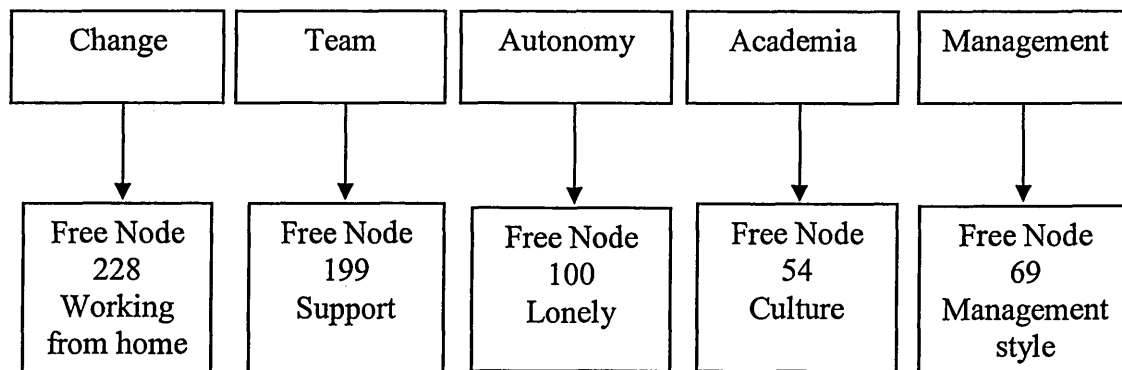 Change
Team
Autonomy
Academia
Management
Free Node
228
Working
from home
Free Node
199
Support
Free Node
100
Lonely
Free Node
54
Culture
Free Node
69
Management
style